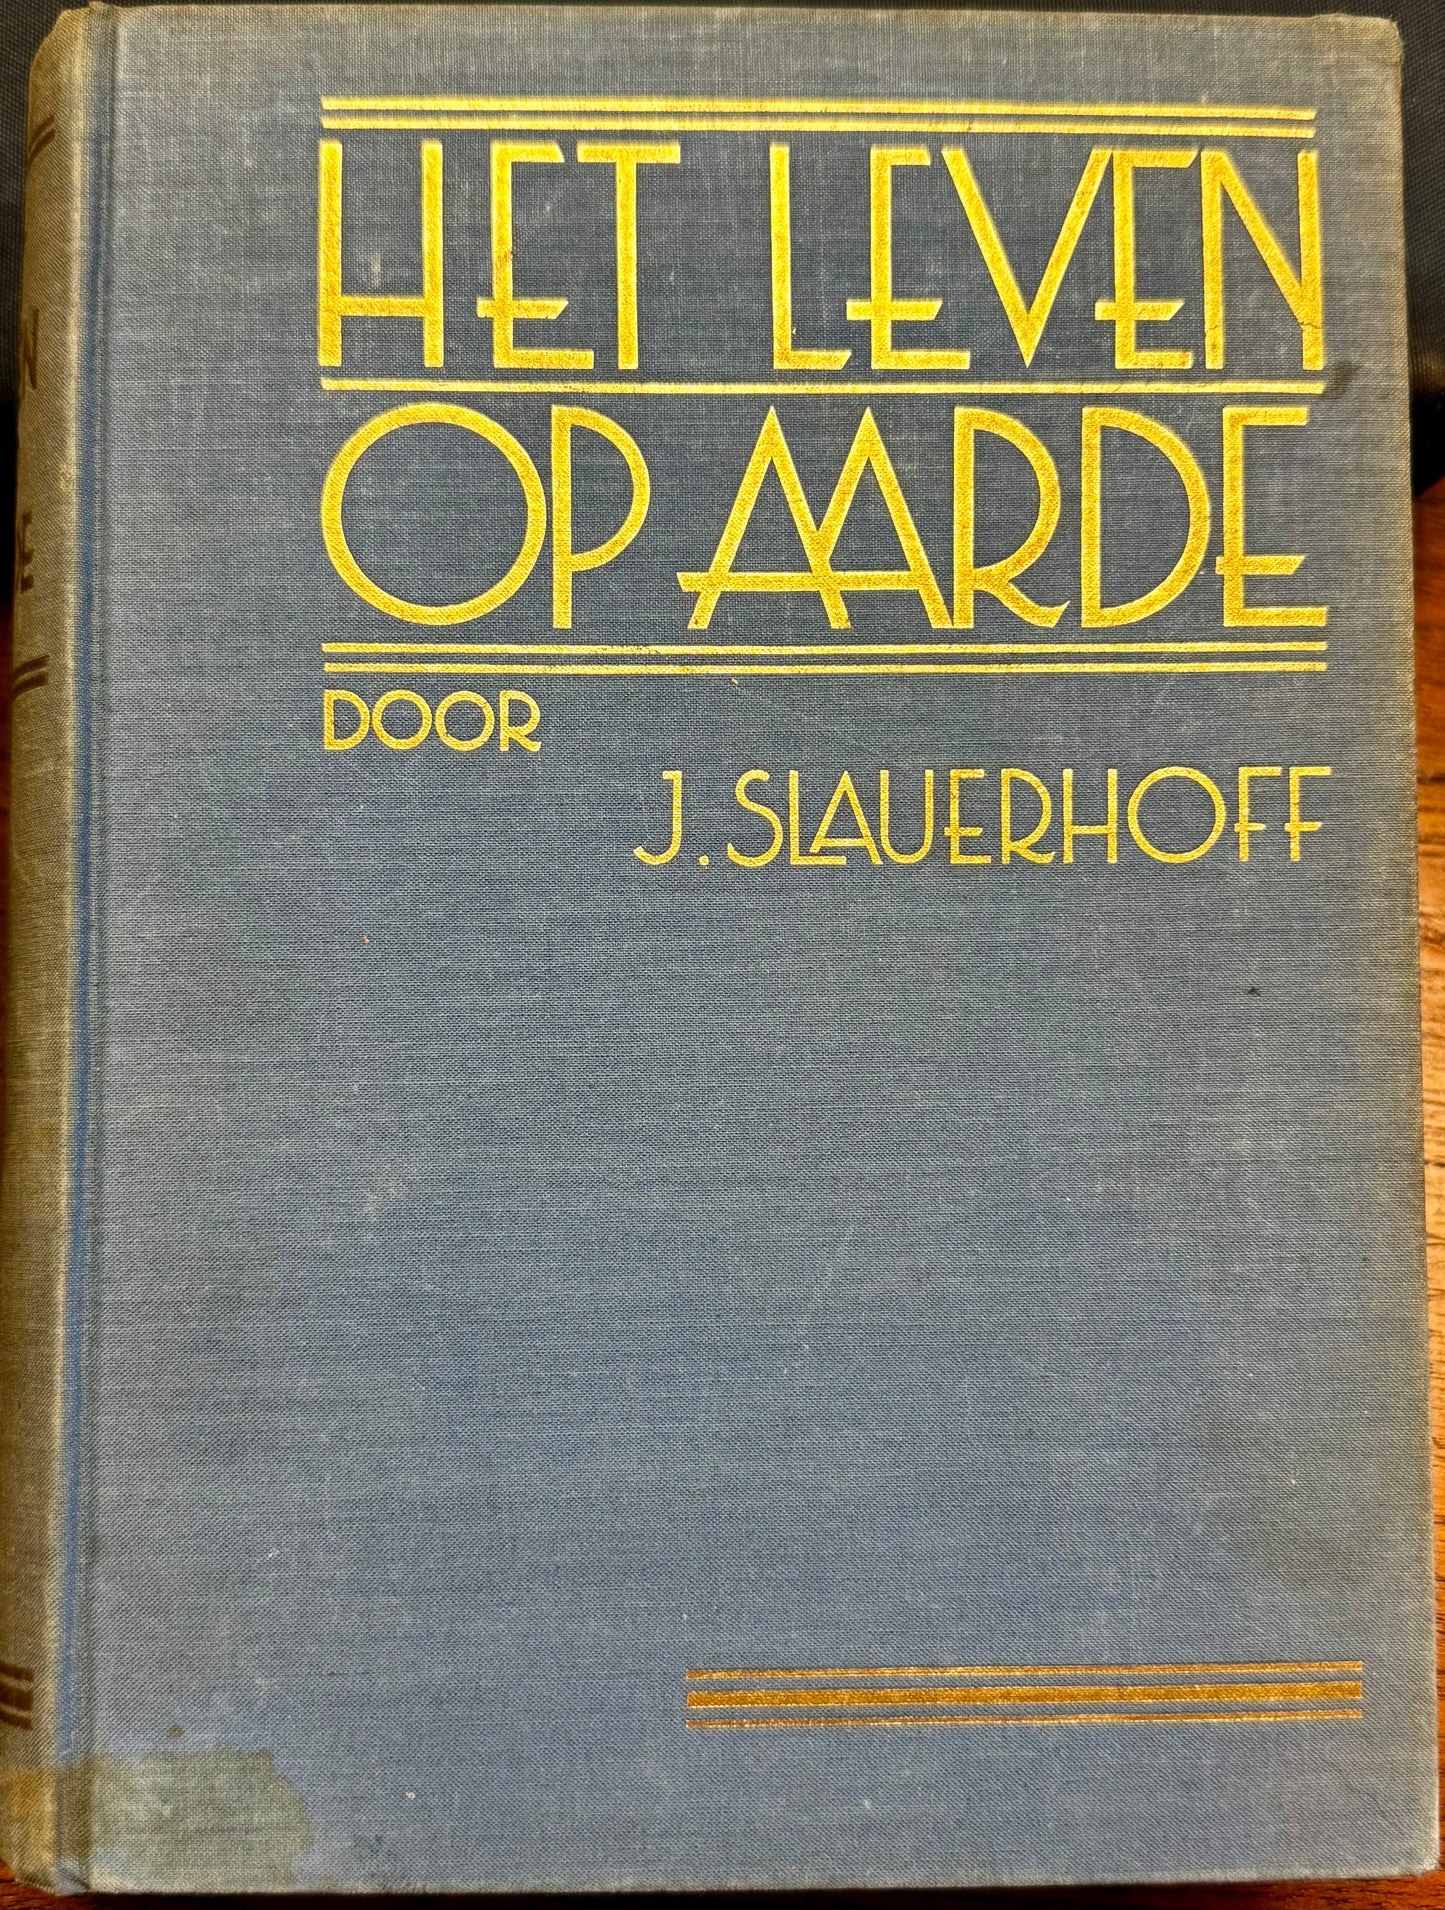 HET LEVEN
OP AARDE
DOOR
J. SLAUERHOFF